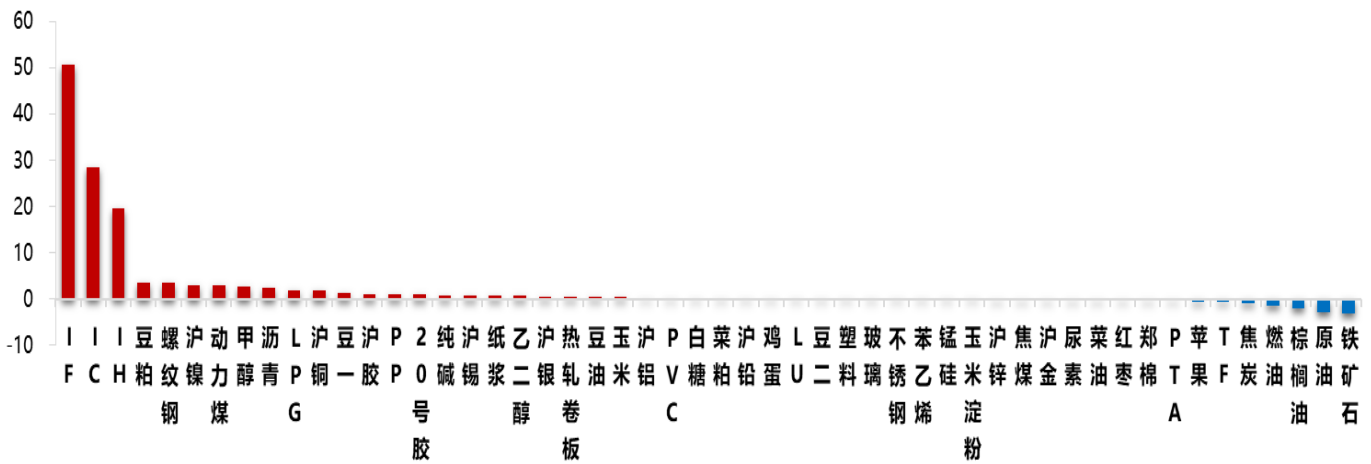 60
50
40
30
20
10
0
-10
IF
IC
IH
豆粕
螺纹钢
沪镍
动力煤
甲醇
沥青
LPG
沪铜
豆一
沪胶
PP
20号胶
纯碱
沪锡
纸浆
乙二醇
沪银
热轧卷板
豆油
玉米
沪铝
PVC
白糖
菜粕
沪铅
鸡蛋
LU
豆二
塑料
玻璃
不锈钢
苯乙烯
锰硅
玉米淀粉
沪锌
焦煤
沪金
尿素
菜油
红枣
郑棉
PTA
苹果
TF
焦炭
燃油
棕榈油
原油
铁矿石